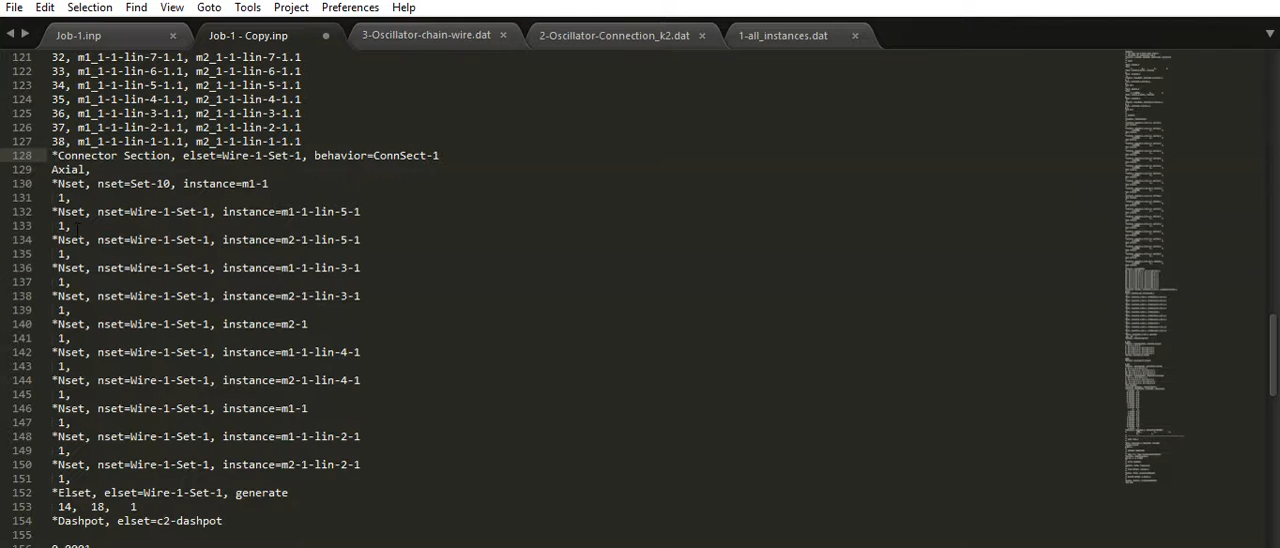 File Edit Selection Find View Goto Tools Project Preferences Help
Job-1.inp × Job-1 - Copy.inp 3-Oscillator-chain-wire.dat × 2-Oscillator-Connection_k2.dat × 1-all_instances.dat ×
121 32, m1_1-1-lin-7-1.1, m2_1-1-lin-7-1.1
122 33, m1_1-1-lin-6-1.1, m2_1-1-lin-6-1.1
123 34, m1_1-1-lin-5-1.1, m2_1-1-lin-5-1.1
124 35, m1_1-1-lin-4-1.1, m2_1-1-lin-4-1.1
125 36, m1_1-1-lin-3-1.1, m2_1-1-lin-3-1.1
126 37, m1_1-1-lin-2-1.1, m2_1-1-lin-2-1.1
127 38, m1_1-1-lin-1-1.1, m2_1-1-lin-1-1.1
128 *Connector Section, elset=Wire-1-Set-1, behavior=ConnSect-1
129 Axial,
130 *Nset, nset=Set-10, instance=m1-1
131 1,
132 *Nset, nset=Wire-1-Set-1, instance=m1-1-lin-5-1
133 1,
134 *Nset, nset=Wire-1-Set-1, instance=m2-1-lin-5-1
135 1,
136 *Nset, nset=Wire-1-Set-1, instance=m1-1-lin-3-1
137 1,
138 *Nset, nset=Wire-1-Set-1, instance=m2-1-lin-3-1
139 1,
140 *Nset, nset=Wire-1-Set-1, instance=m2-1
141 1,
142 *Nset, nset=Wire-1-Set-1, instance=m1-1-lin-4-1
143 1,
144 *Nset, nset=Wire-1-Set-1, instance=m2-1-lin-4-1
145 1,
146 *Nset, nset=Wire-1-Set-1, instance=m1-1
147 1,
148 *Nset, nset=Wire-1-Set-1, instance=m1-1-lin-2-1
149 1,
150 *Nset, nset=Wire-1-Set-1, instance=m2-1-lin-2-1
151 1,
152 *Elset, elset=Wire-1-Set-1, generate
153 14, 18, 1
154 *Dashpot, elset=c2-dashpot
155
156 0.0001